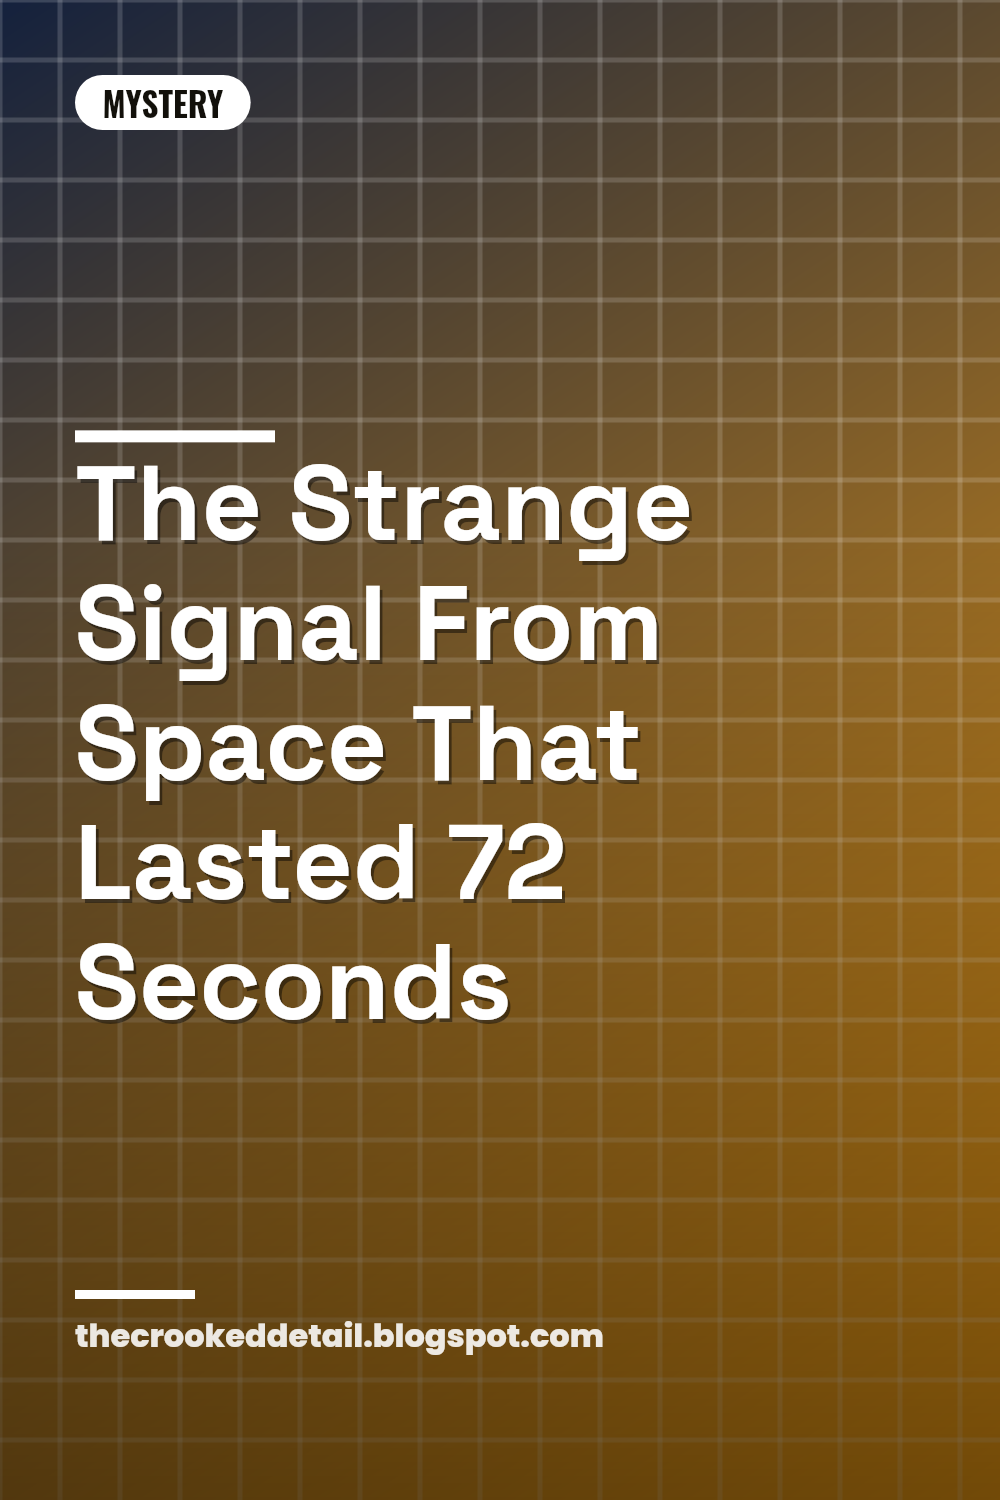 MYSTERY
The Strange
Signal From
Space That
Lasted 72
Seconds
thecrookeddetail.blogspot.com